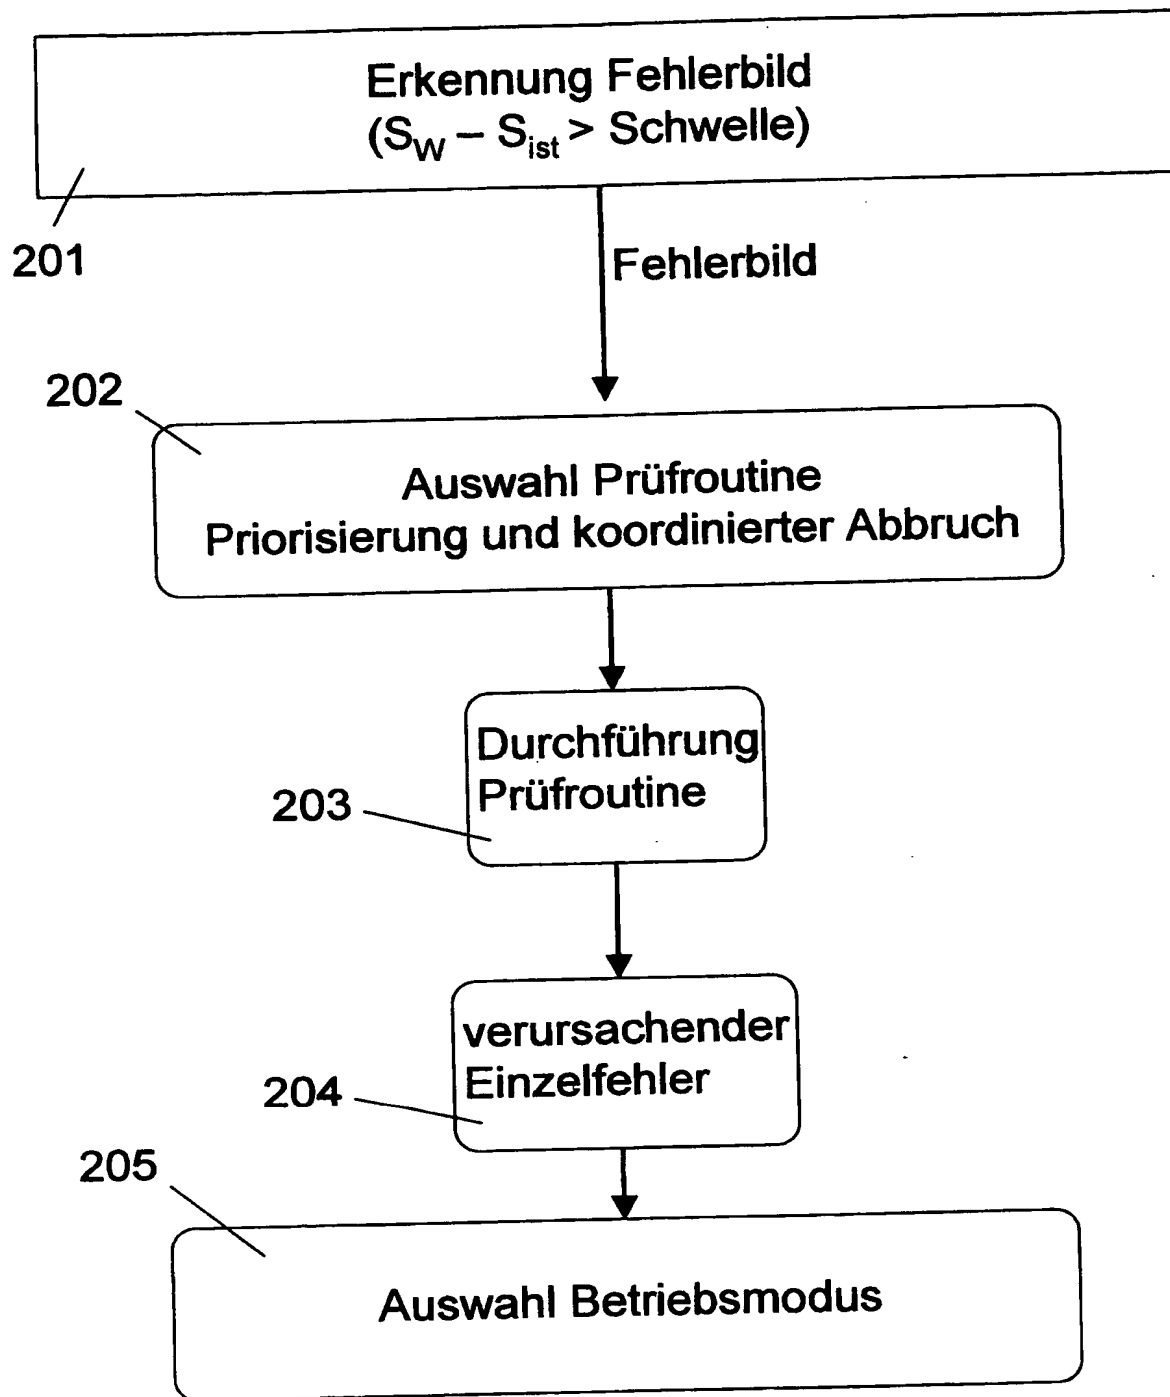 Erkennung Fehlerbild
(S_W – S_ist > Schwelle)
201
Fehlerbild
202
Auswahl Prüfroutine
Priorisierung und koordinierter Abbruch
Durchführung
Prüfroutine
203
verursachender
Einzelfehler
204
205
Auswahl Betriebsmodus